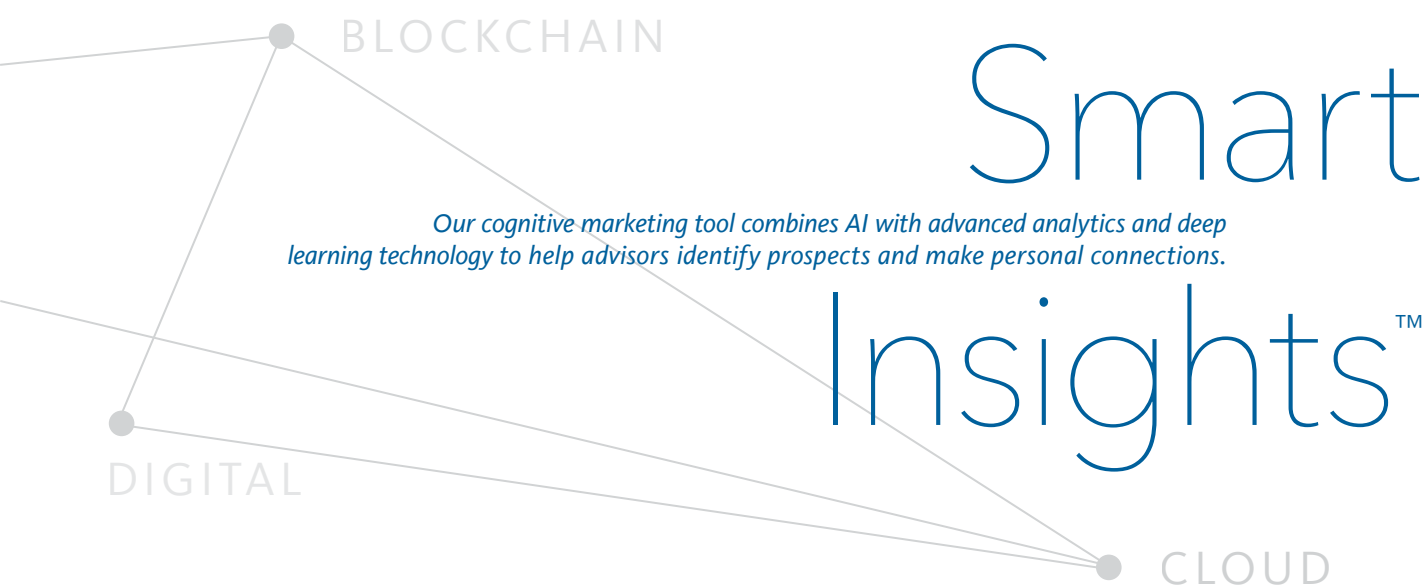 BLOCKCHAIN
Smart
Our cognitive marketing tool combines AI with advanced analytics and deep
learning technology to help advisors identify prospects and make personal connections.
Insights™
DIGITAL
CLOUD